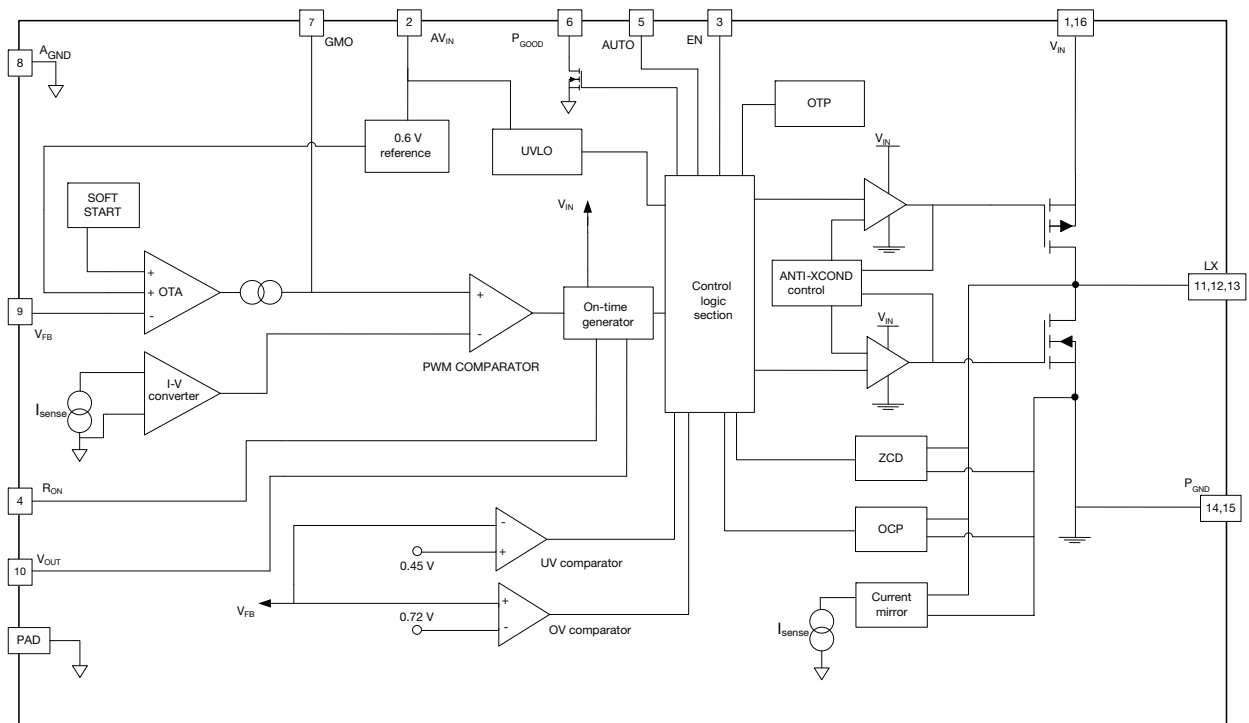 7
GMO
2
AVIN
6
PGOOD
5
AUTO
3
EN
1,16
VIN
8
AGND
0.6 V
reference
UVLO
OTP
VIN
SOFT
START
VIN
+
+ OTA
-
9
VFB
+
-
PWM COMPARATOR
On-time
generator
Control
logic
section
ANTI-XCOND
control
VIN
LX
11,12,13
I-V
converter
Isense
4
RON
ZCD
PGND
14,15
OCP
10
VOUT
-
+
0.45 V
UV comparator
VFB
0.72 V
+
-
OV comparator
Current
mirror
Isense
PAD